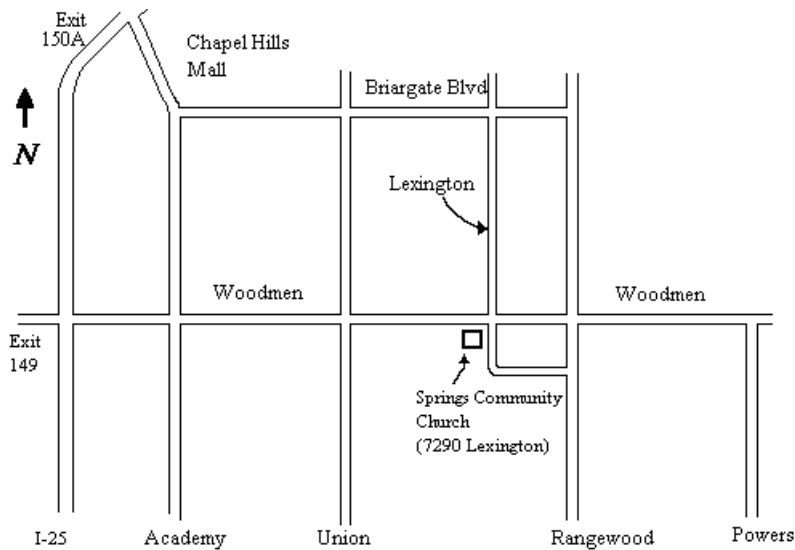 Exit
150A
Chapel Hills
Mall
Briargate Blvd
N
Lexington
Woodmen
Woodmen
Exit
149
Springs Community
Church
(7290 Lexington)
I-25
Academy
Union
Rangewood
Powers